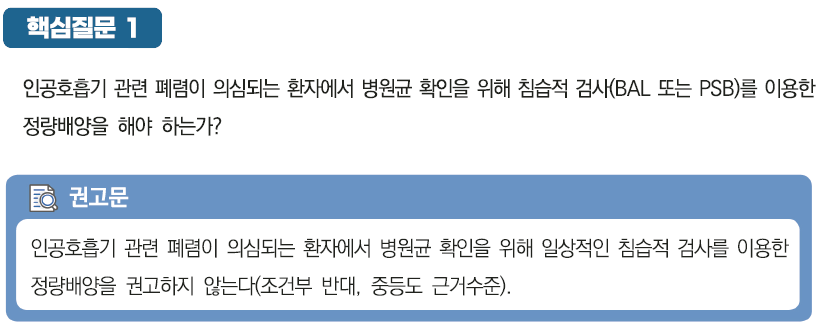 핵심질문 1
인공호흡기 관련 폐렴이 의심되는 환자에서 병원균 확인을 위해 침습적 검사(BAL 또는 PSB)를 이용한
정량배양을 해야 하는가?
권고문
인공호흡기 관련 폐렴이 의심되는 환자에서 병원균 확인을 위해 일상적인 침습적 검사를 이용한
정량배양을 권고하지 않는다(조건부 반대, 중등도 근거수준).